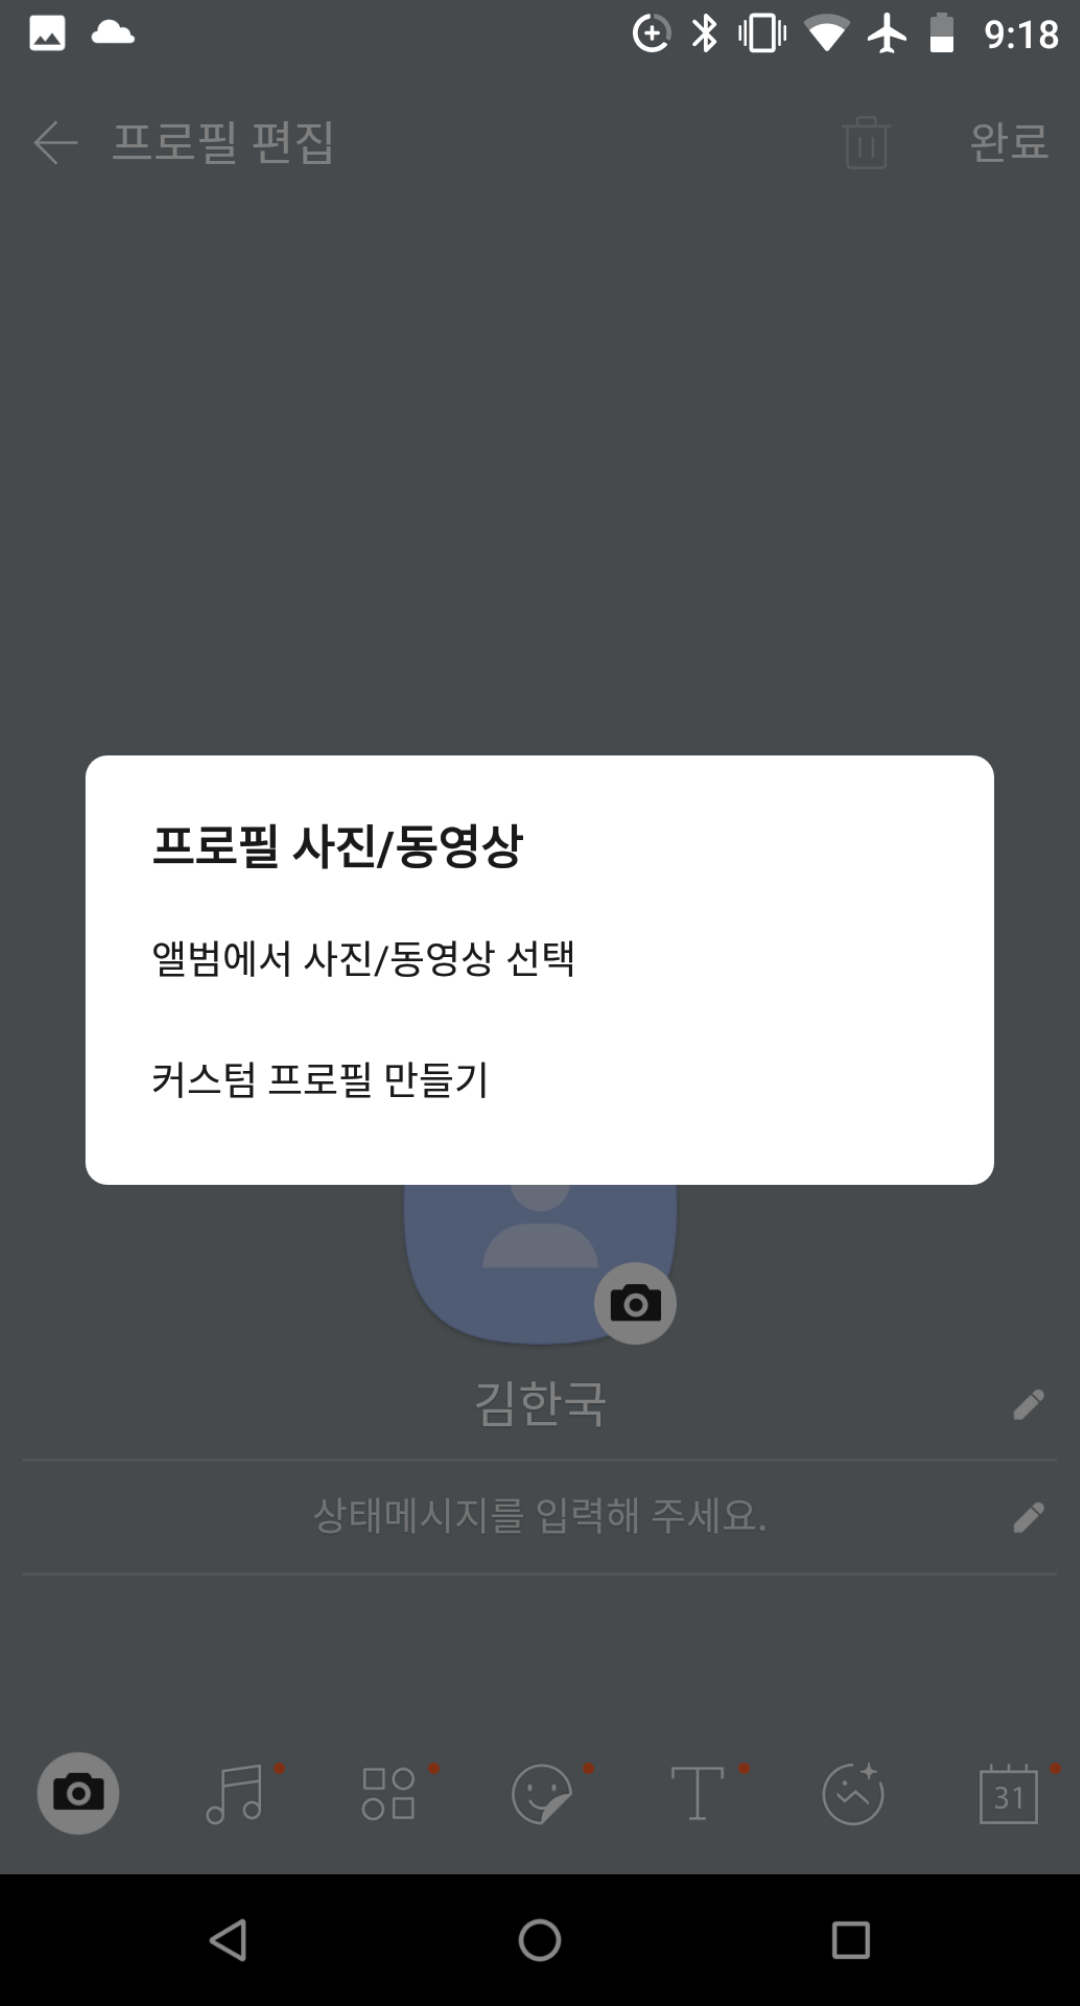 9:18
프로필 편집
완료
프로필 사진/동영상
앨범에서 사진/동영상 선택
커스텀 프로필 만들기
김한국
상태메시지를 입력해 주세요.
T
31